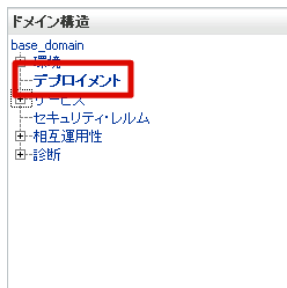 ドメイン構造
base_domain
環境
デプロイメント
サービス
セキュリティ・レルム
相互運用性
診断